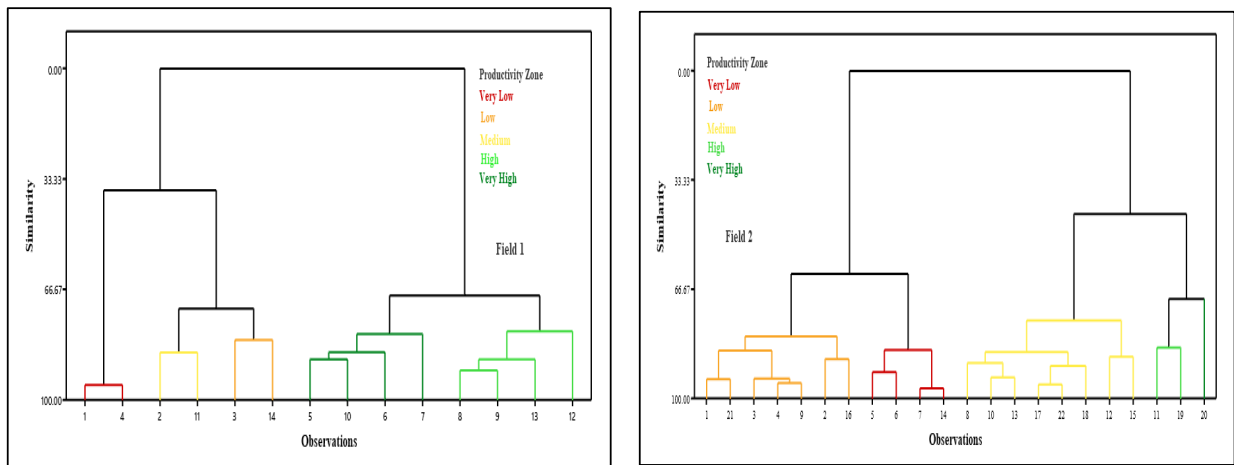 0.00
33.33
66.67
100.00
Similarity
Productivity Zone
Very Low
Low
Medium
High
Very High
Field 1
1 4 2 11 3 14 5 10 6 7 8 9 13 12
Observations
0.00
33.33
66.67
100.00
Similarity
Productivity Zone
Very Low
Low
Medium
High
Very High
Field 2
1 21 3 4 9 2 16 5 6 7 14 8 10 13 17 22 18 12 15 11 19 20
Observations